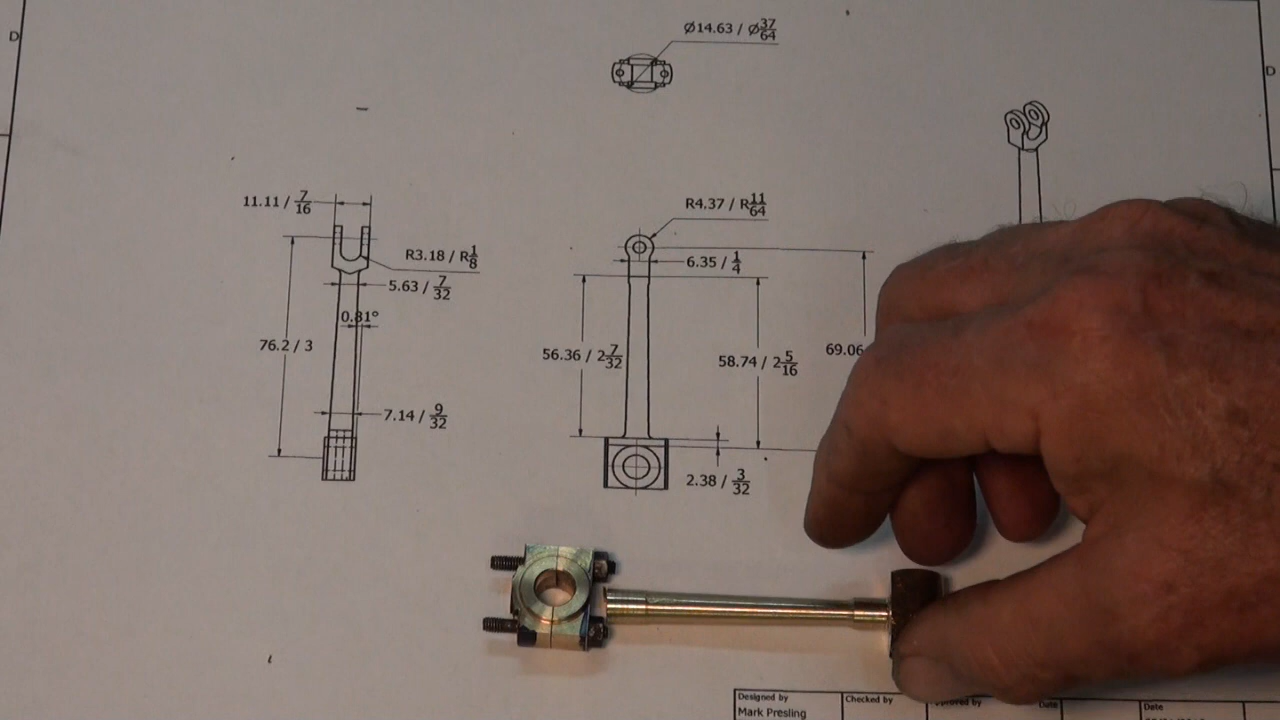 D
Ø14.63 / Ø37/64
D
11.11 / 7/16
R4.37 / R11/64
R3.18 / R1/8
6.35 / 1/4
5.63 / 7/32
0.81°
76.2 / 3
56.36 / 2 7/32
58.74 / 2 5/16
69.06
7.14 / 9/32
2.38 / 3/32
Designed by
Checked by
Date
Date
Mark Presling